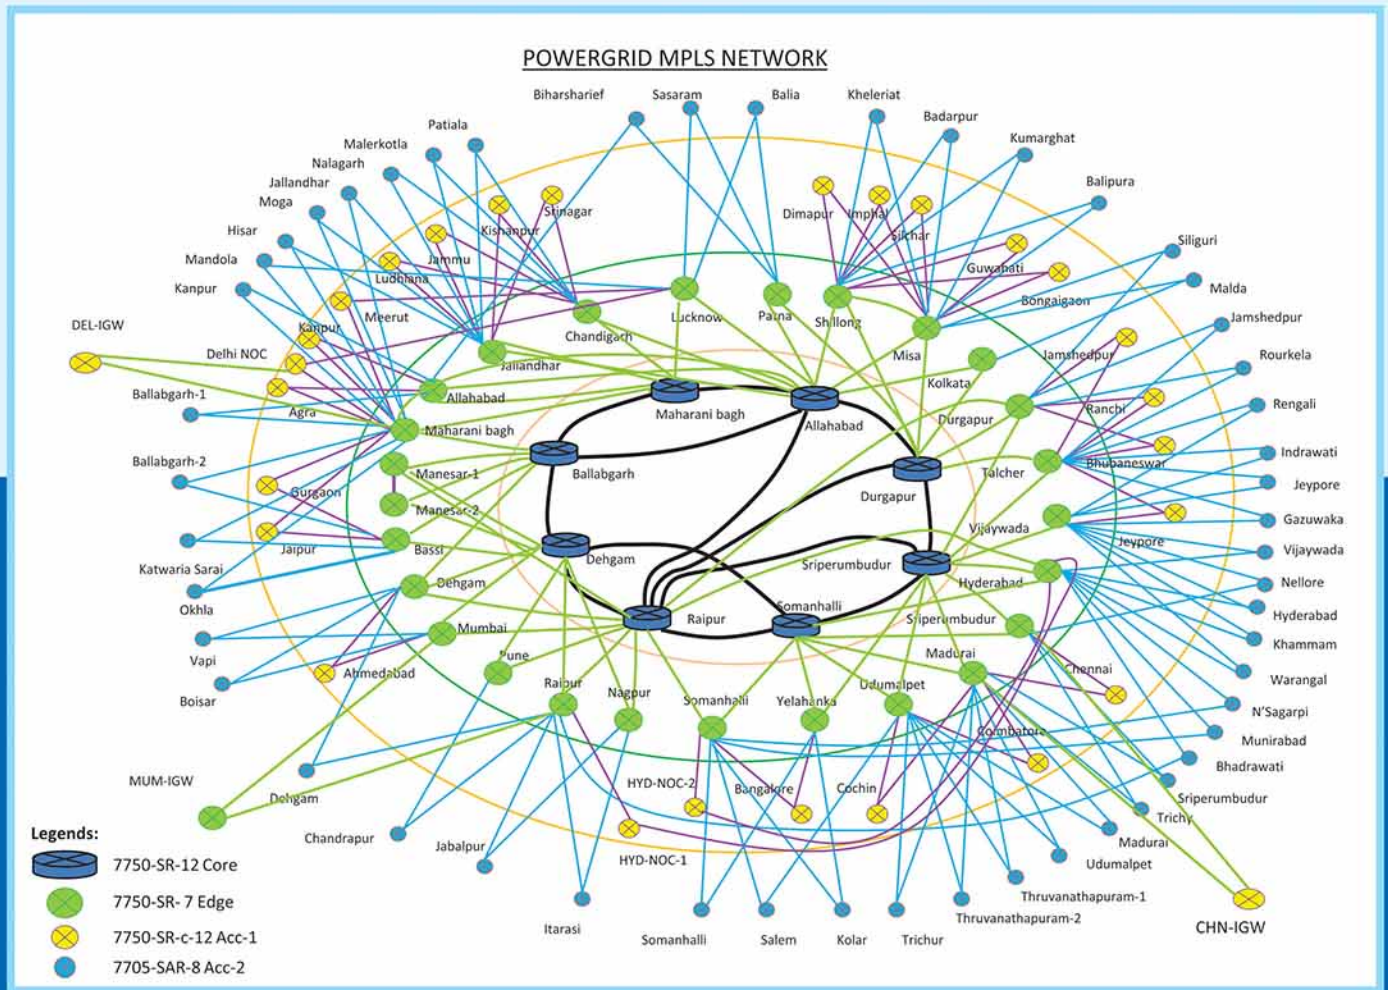 POWERGRID MPLS NETWORK
Biharsharief
Sasaram
Balia
Kheleriat
Badarpur
Kumarghat
Balipura
Siliguri
Malda
Jamshedpur
Rourkela
Rengali
Indrawati
Jeypore
Gazuwaka
Vijaywada
Nellore
Hyderabad
Khammam
Warangal
N'Sagarpi
Munirabad
Bhadrawati
Sriperumbudur
Trichy
Madurai
Udumalpet
Thruvanathapuram-1
Thruvanathapuram-2
Trichur
Kolar
Salem
Somanhalli
Itarasi
Jabalpur
Chandrapur
Dehgam
Boisar
Vapi
Okhla
Katwaria Sarai
Ballabgarh-2
Ballabgarh-1
Kanpur
Mandola
Hisar
Moga
Jallandhar
Nalagarh
Malerkotla
Patiala
DEL-IGW
MUM-IGW
CHN-IGW
Srinagar
Kishanpur
Jammu
Ludhiana
Meerut
Kanpur
Delhi NOC
Agra
Gurgaon
Jaipur
Ahmedabad
HYD-NOC-1
HYD-NOC-2
Bangalore
Cochin
Coimbatore
Chennai
Jeypore
Bhubaneswar
Ranchi
Jamshedpur
Bongaigaon
Guwahati
Silchar
Imphal
Dimapur
Chandigarh
Jallandhar
Allahabad
Maharani bagh
Manesar-1
Manesar-2
Bassi
Dehgam
Mumbai
Pune
Raipur
Nagpur
Somanhalli
Yelahanka
Udumalpet
Madurai
Sriperumbudur
Hyderabad
Vijaywada
Talcher
Durgapur
Kolkata
Misa
Shillong
Patna
Lucknow
Maharani bagh
Allahabad
Ballabgarh
Durgapur
Dehgam
Sriperumbudur
Raipur
Somanhalli
Legends:
7750-SR-12 Core
7750-SR- 7 Edge
7750-SR-c-12 Acc-1
7705-SAR-8 Acc-2